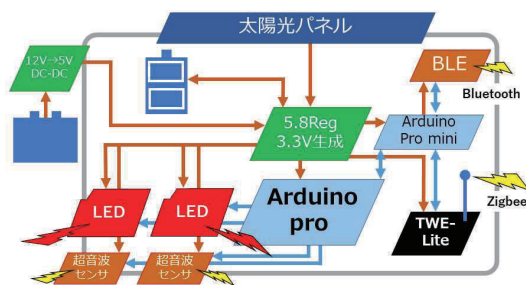 太陽光パネル
12V→5V
DC-DC
BLE
Bluetooth
5.8Reg
3.3V生成
Arduino
Pro mini
LED
LED
Arduino
pro
Zigbee
TWE-
Lite
超音波
センサ
超音波
センサ